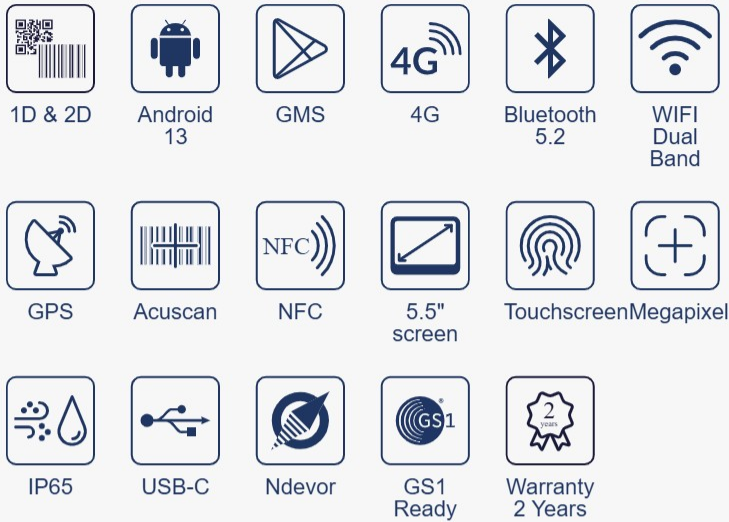 1D & 2D
Android
13
GMS
4G
4G
Bluetooth
5.2
WIFI
Dual
Band
GPS
Acuscan
NFC
NFC
5.5"
screen
Touchscreen
Megapixel
IP65
USB-C
Ndevor
GS1
®
GS1
Ready
2
years
Warranty
2 Years